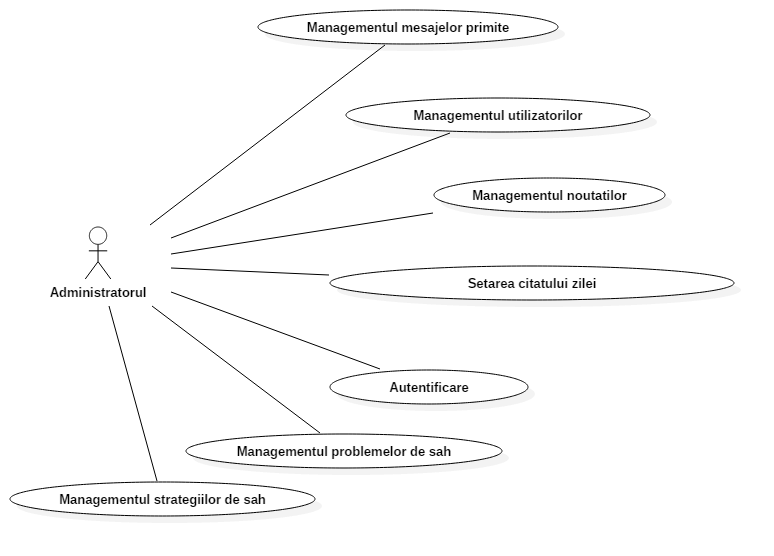 Managementul mesajelor primite
Managementul utilizatorilor
Managementul noutatilor
Setarea citatului zilei
Administratorul
Autentificare
Managementul problemelor de sah
Managementul strategiilor de sah